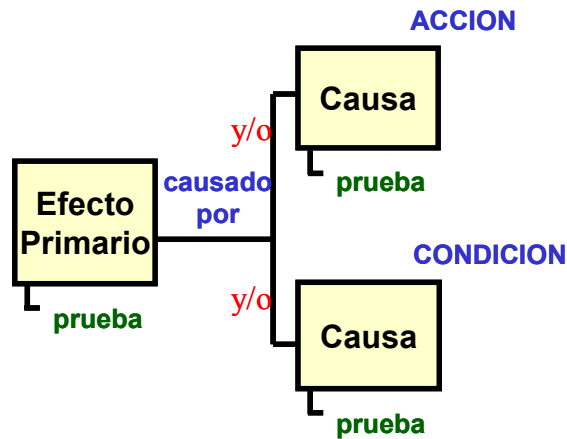 ACCION
Causa
y/o
prueba
causado
por
Efecto
Primario
prueba
CONDICION
y/o
Causa
prueba